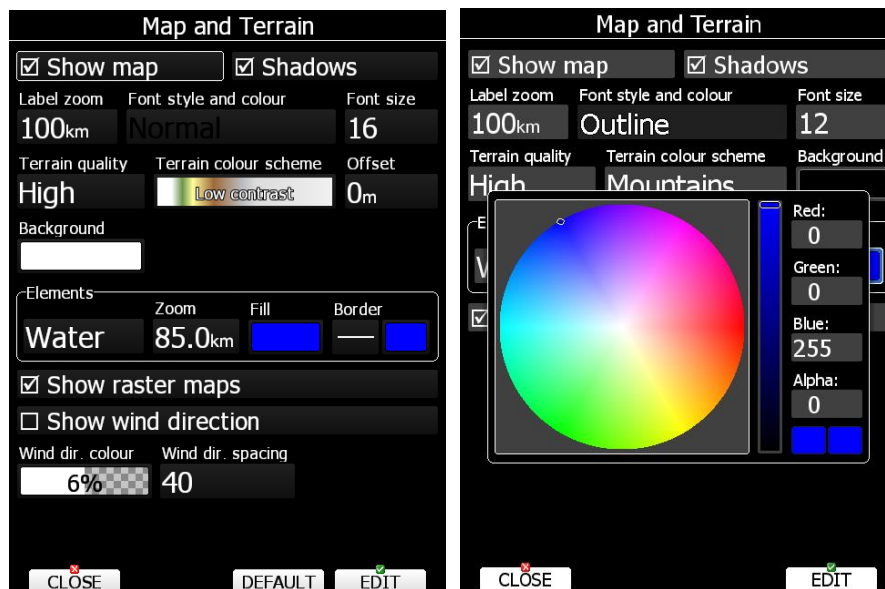 Map and Terrain
Show map
Shadows
Label zoom
Font style and colour
Font size
100km
Normal
16
Terrain quality
Terrain colour scheme
Offset
High
Low contrast
0m
Background
Elements
Zoom
Fill
Border
Water
85.0km
Show raster maps
Show wind direction
Wind dir. colour
Wind dir. spacing
6%
40
CLOSE
DEFAULT
EDIT
Map and Terrain
Show map
Shadows
Label zoom
Font style and colour
Font size
100km
Outline
12
Terrain quality
Terrain colour scheme
Background
High
Mountains
Red:
0
Green:
0
Blue:
255
Alpha:
0
CLOSE
EDIT